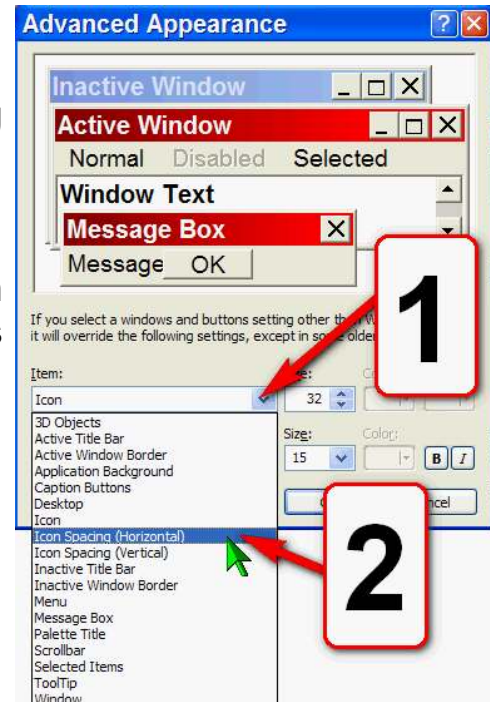 Advanced Appearance
Inactive Window
Active Window
Normal Disabled Selected
Window Text
Message Box
Message OK
1
If you select a windows and buttons setting other
it will override the following settings, except in some older
Item:
Icon 32
Size: Color:
15 B I
3D Objects
Active Title Bar
Active Window Border
Application Background
Caption Buttons
Desktop
Icon
Icon Spacing (Horizontal)
Icon Spacing (Vertical)
Inactive Title Bar
Inactive Window Border
Menu
Message Box
Palette Title
Scrollbar
Selected Items
ToolTip
Window
2